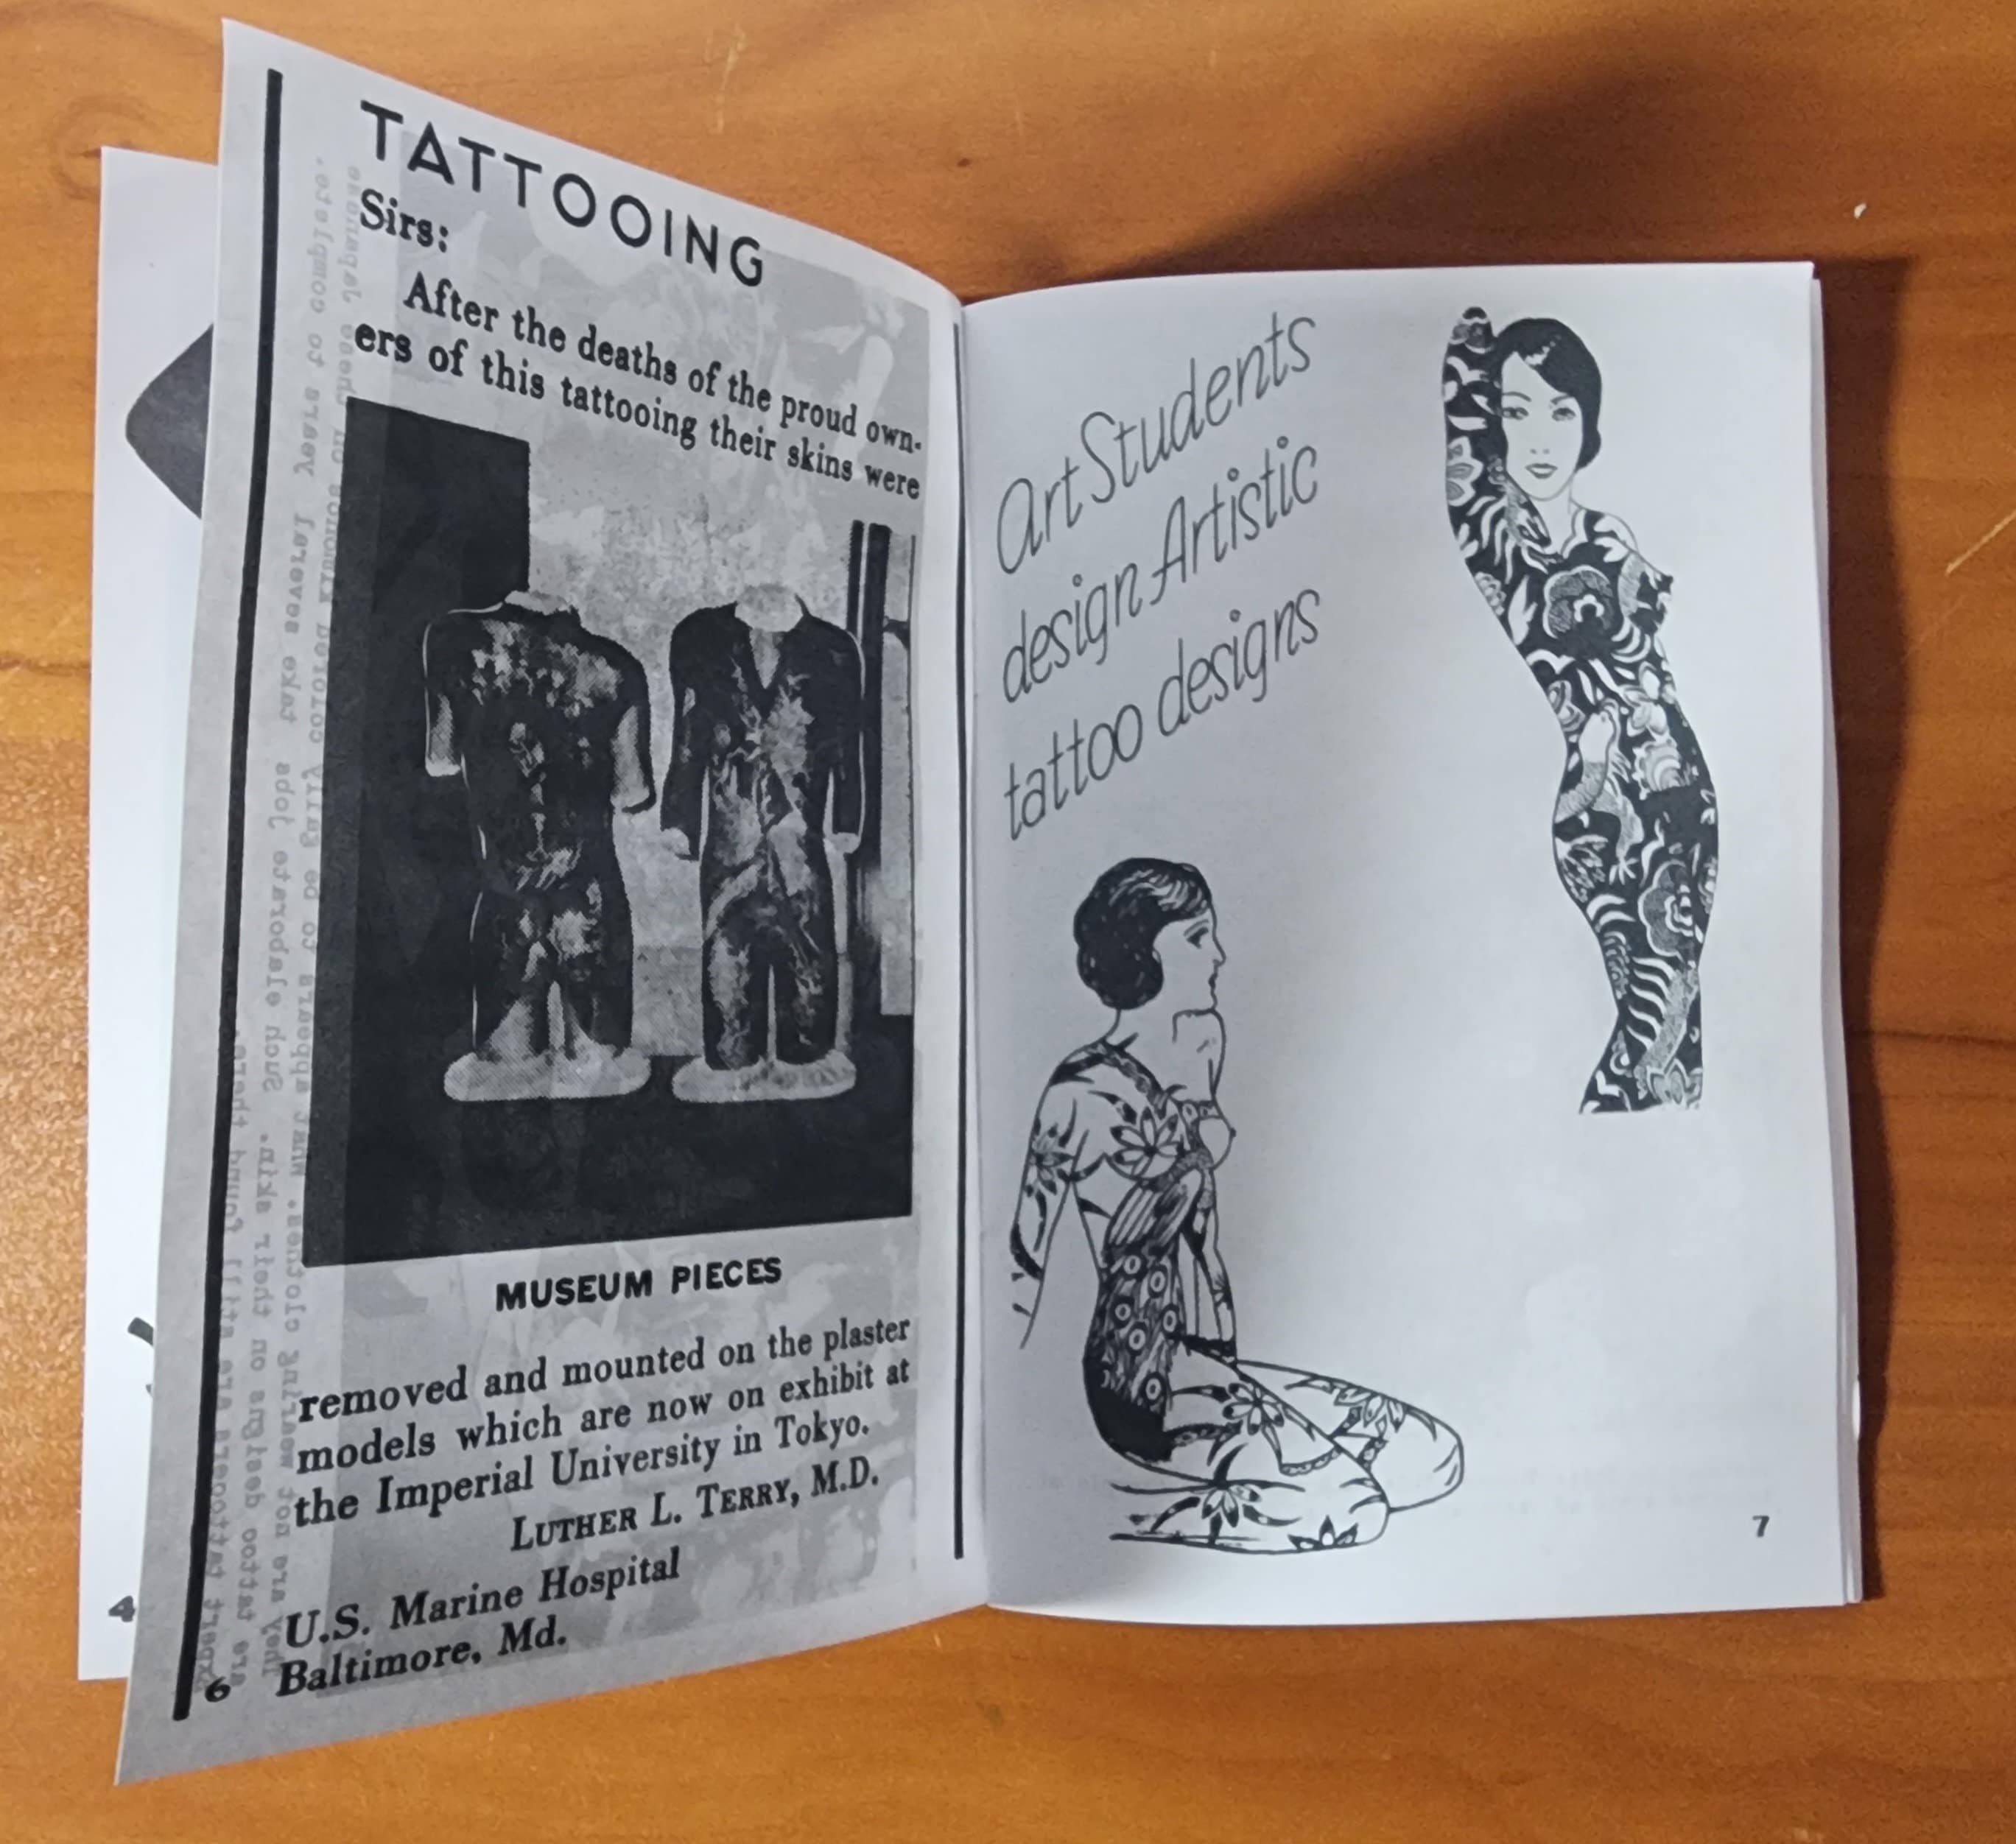 TATTOOING
Sirs:
After the deaths of the proud own-
ers of this tattooing their skins were
MUSEUM PIECES
removed and mounted on the plaster
models which are now on exhibit at
the Imperial University in Tokyo.
LUTHER L. TERRY, M.D.
U.S. Marine Hospital
Baltimore, Md.
6
4
Art Students
design Artistic
tattoo designs
7